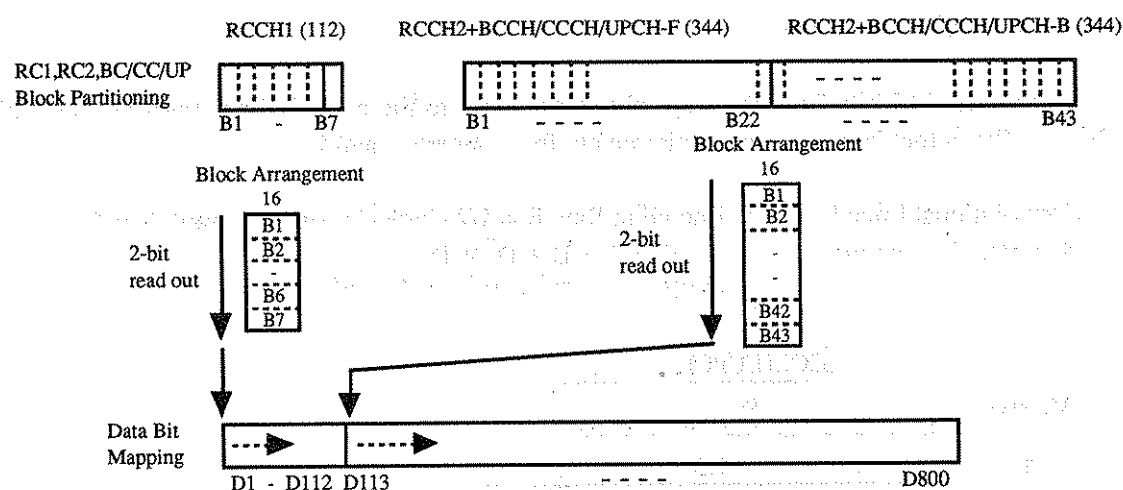 RCCH1 (112) RCCH2+BCCH/CCCH/UPCH-F (344) RCCH2+BCCH/CCCH/UPCH-B (344)
RC1,RC2,BC/CC/UP
Block Partitioning
B1 - B7 B1 - - - - B22 - - - - B43
Block Arrangement
16
B1
B2
-
B6
B7
2-bit
read out
Block Arrangement
16
B1
B2
-
-
B42
B43
2-bit
read out
Data Bit
Mapping
D1 - D112 D113 - - - - D800